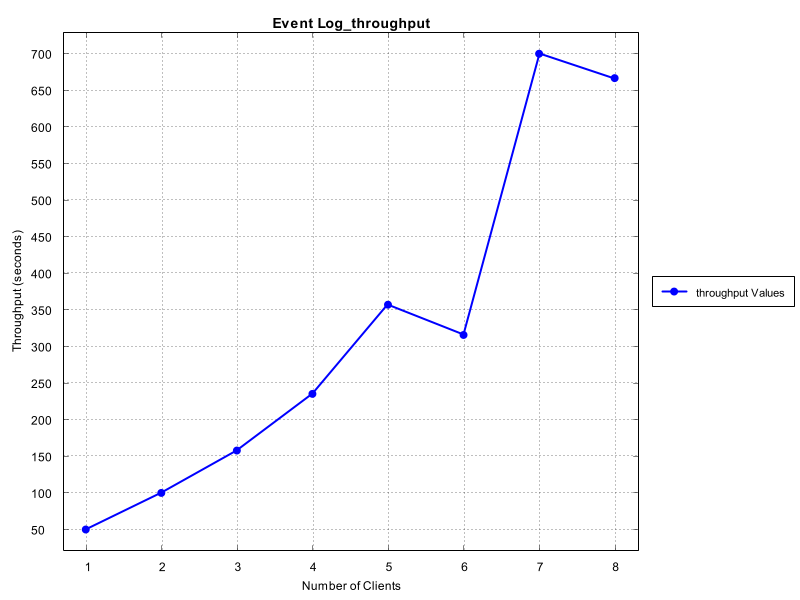 Event Log_throughput
700
650
600
550
500
450
400
350
300
250
200
150
100
50
Throughput (seconds)
1 2 3 4 5 6 7 8
Number of Clients
throughput Values